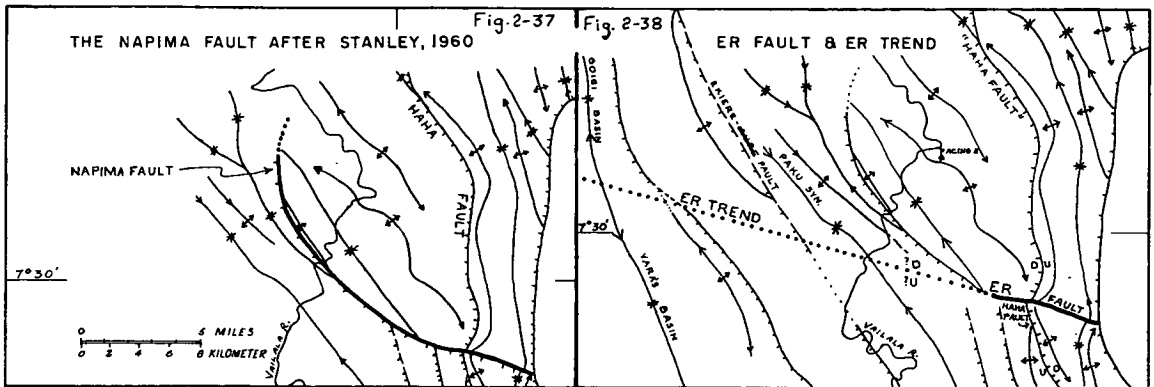 Fig. 2-37
THE NAPIMA FAULT AFTER STANLEY, 1960
HAHA
FAULT
NAPIMA FAULT
7°30'
0 5 MILES
0 2 4 6 8 KILOMETER
VAILALA R.
Fig. 2-38
ER FAULT & ER TREND
"HAHA FAULT"
BASIN
FAULT
PAKU SYN.
ER TREND
7°30'
VARA'S
BASIN
?D
?U
D U
ER FAULT
HAHA
FAULT
VAILALA R.
U D